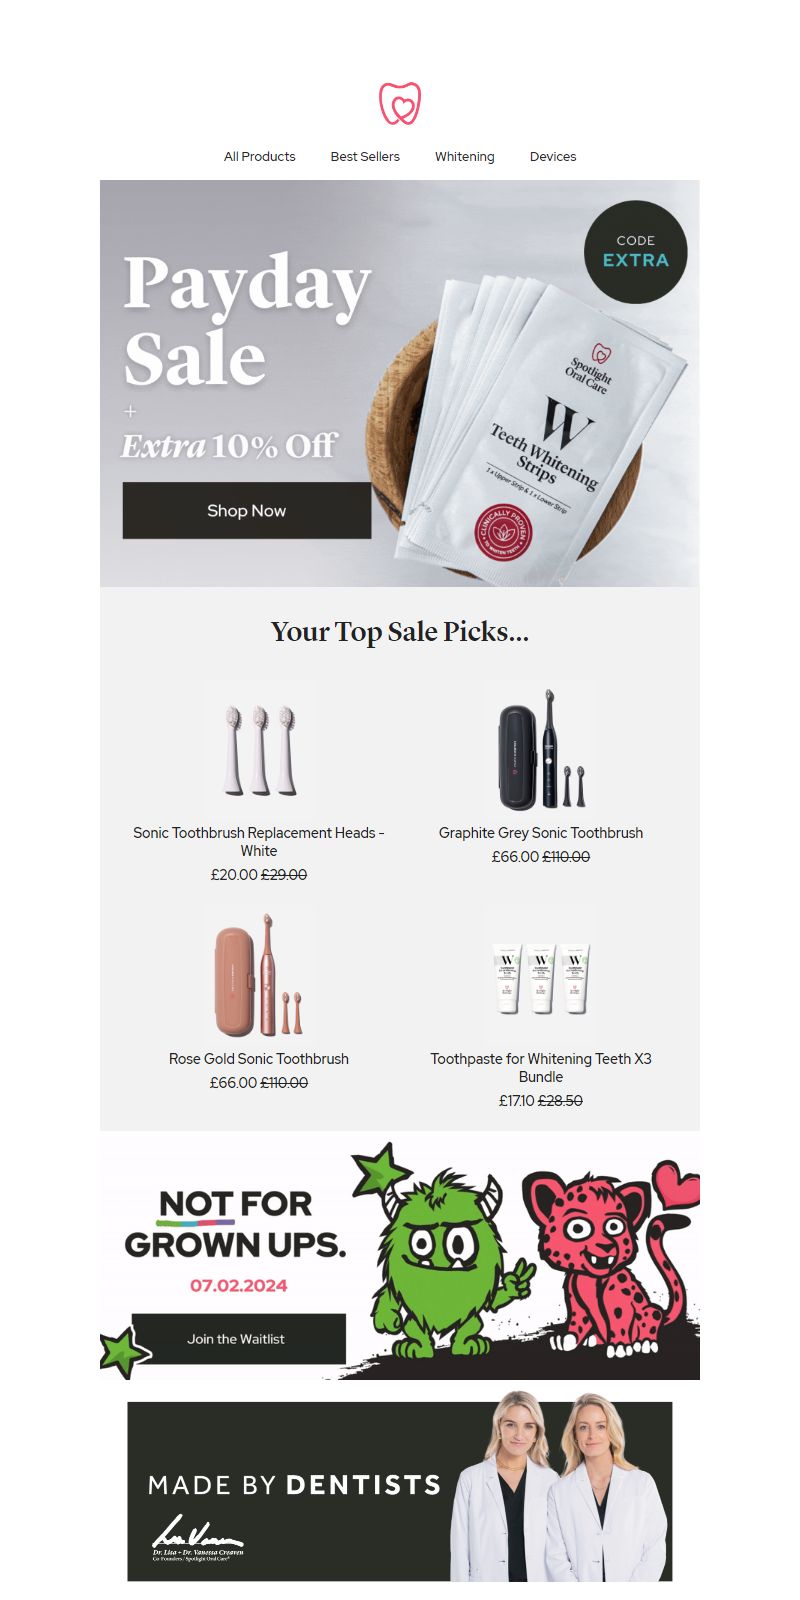 All Products Best Sellers Whitening Devices
CODE
EXTRA
Payday
Sale
+
Extra 10% Off
Shop Now
Spotlight
Oral Care
W
Teeth Whitening
Strips
1 x Upper Strip & 1 x Lower Strip
CLINICALLY PROVEN
TO WHITEN TEETH
Your Top Sale Picks...
Sonic Toothbrush Replacement Heads -
White
£20.00 £29.00
Graphite Grey Sonic Toothbrush
£66.00 £110.00
Rose Gold Sonic Toothbrush
£66.00 £110.00
W W W
Toothpaste for Whitening Teeth X3
Bundle
£17.10 £28.50
NOT FOR
GROWN UPS.
07.02.2024
Join the Waitlist
MADE BY DENTISTS
Dr. Lisa + Dr. Vanessa Creaven
Co-Founders / Spotlight Oral Care®